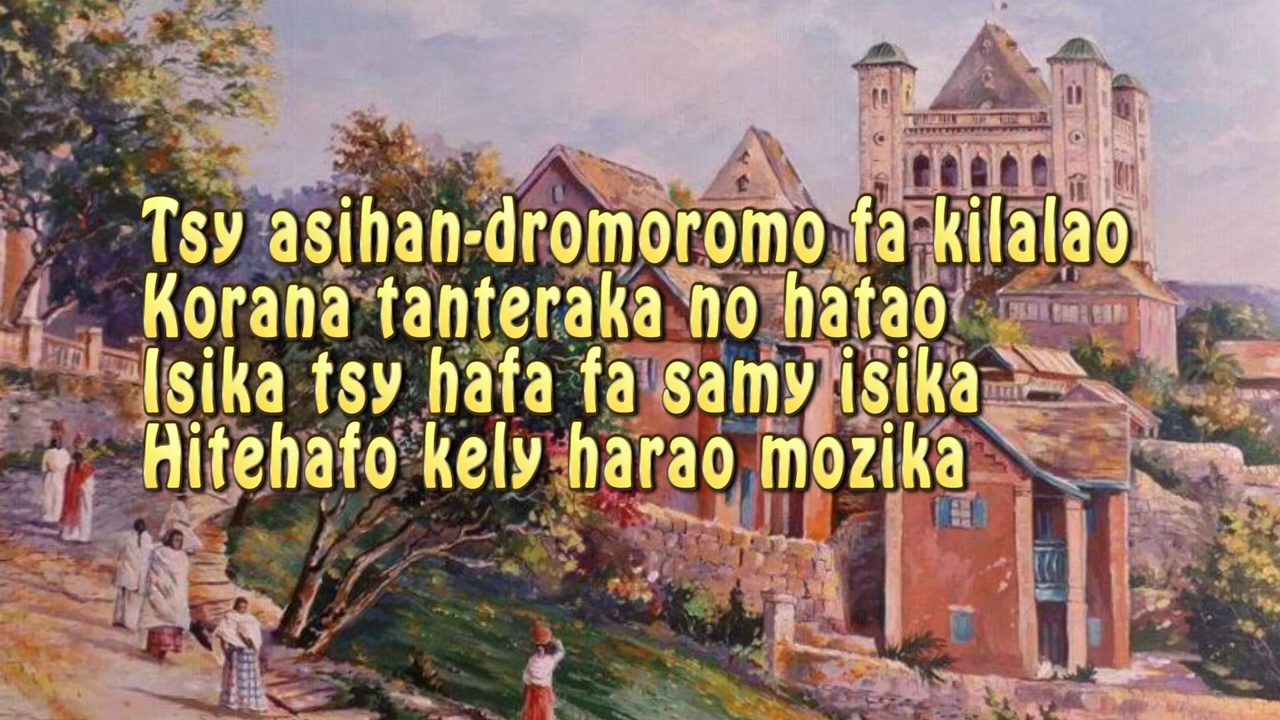 Tsy asihan-dromoromo fa kilalao
Korana tanteraka no hatao
Isika tsy hafa fa samy isika
Hitehafo kely harao mozika